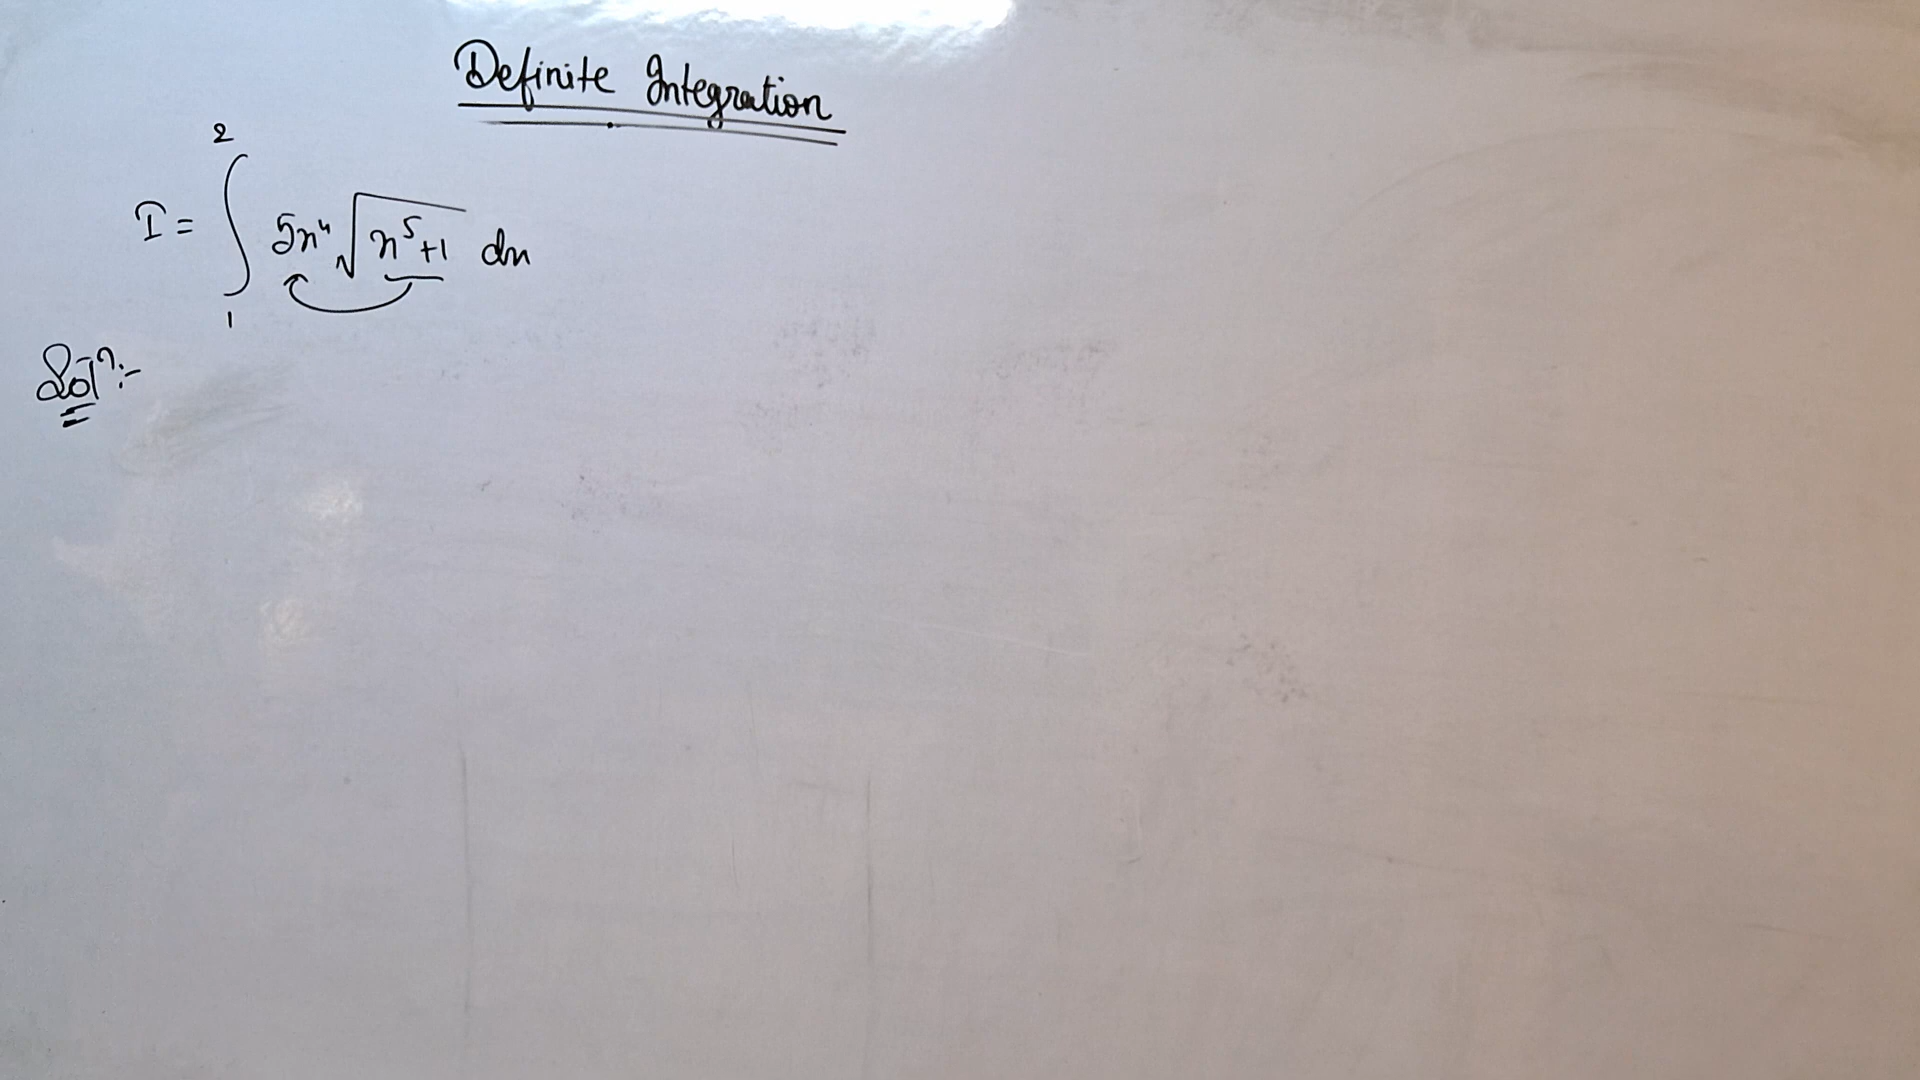 Definite Integration
I = ∫₁² 5x⁴ √(x⁵+1) dx
Solⁿ:-